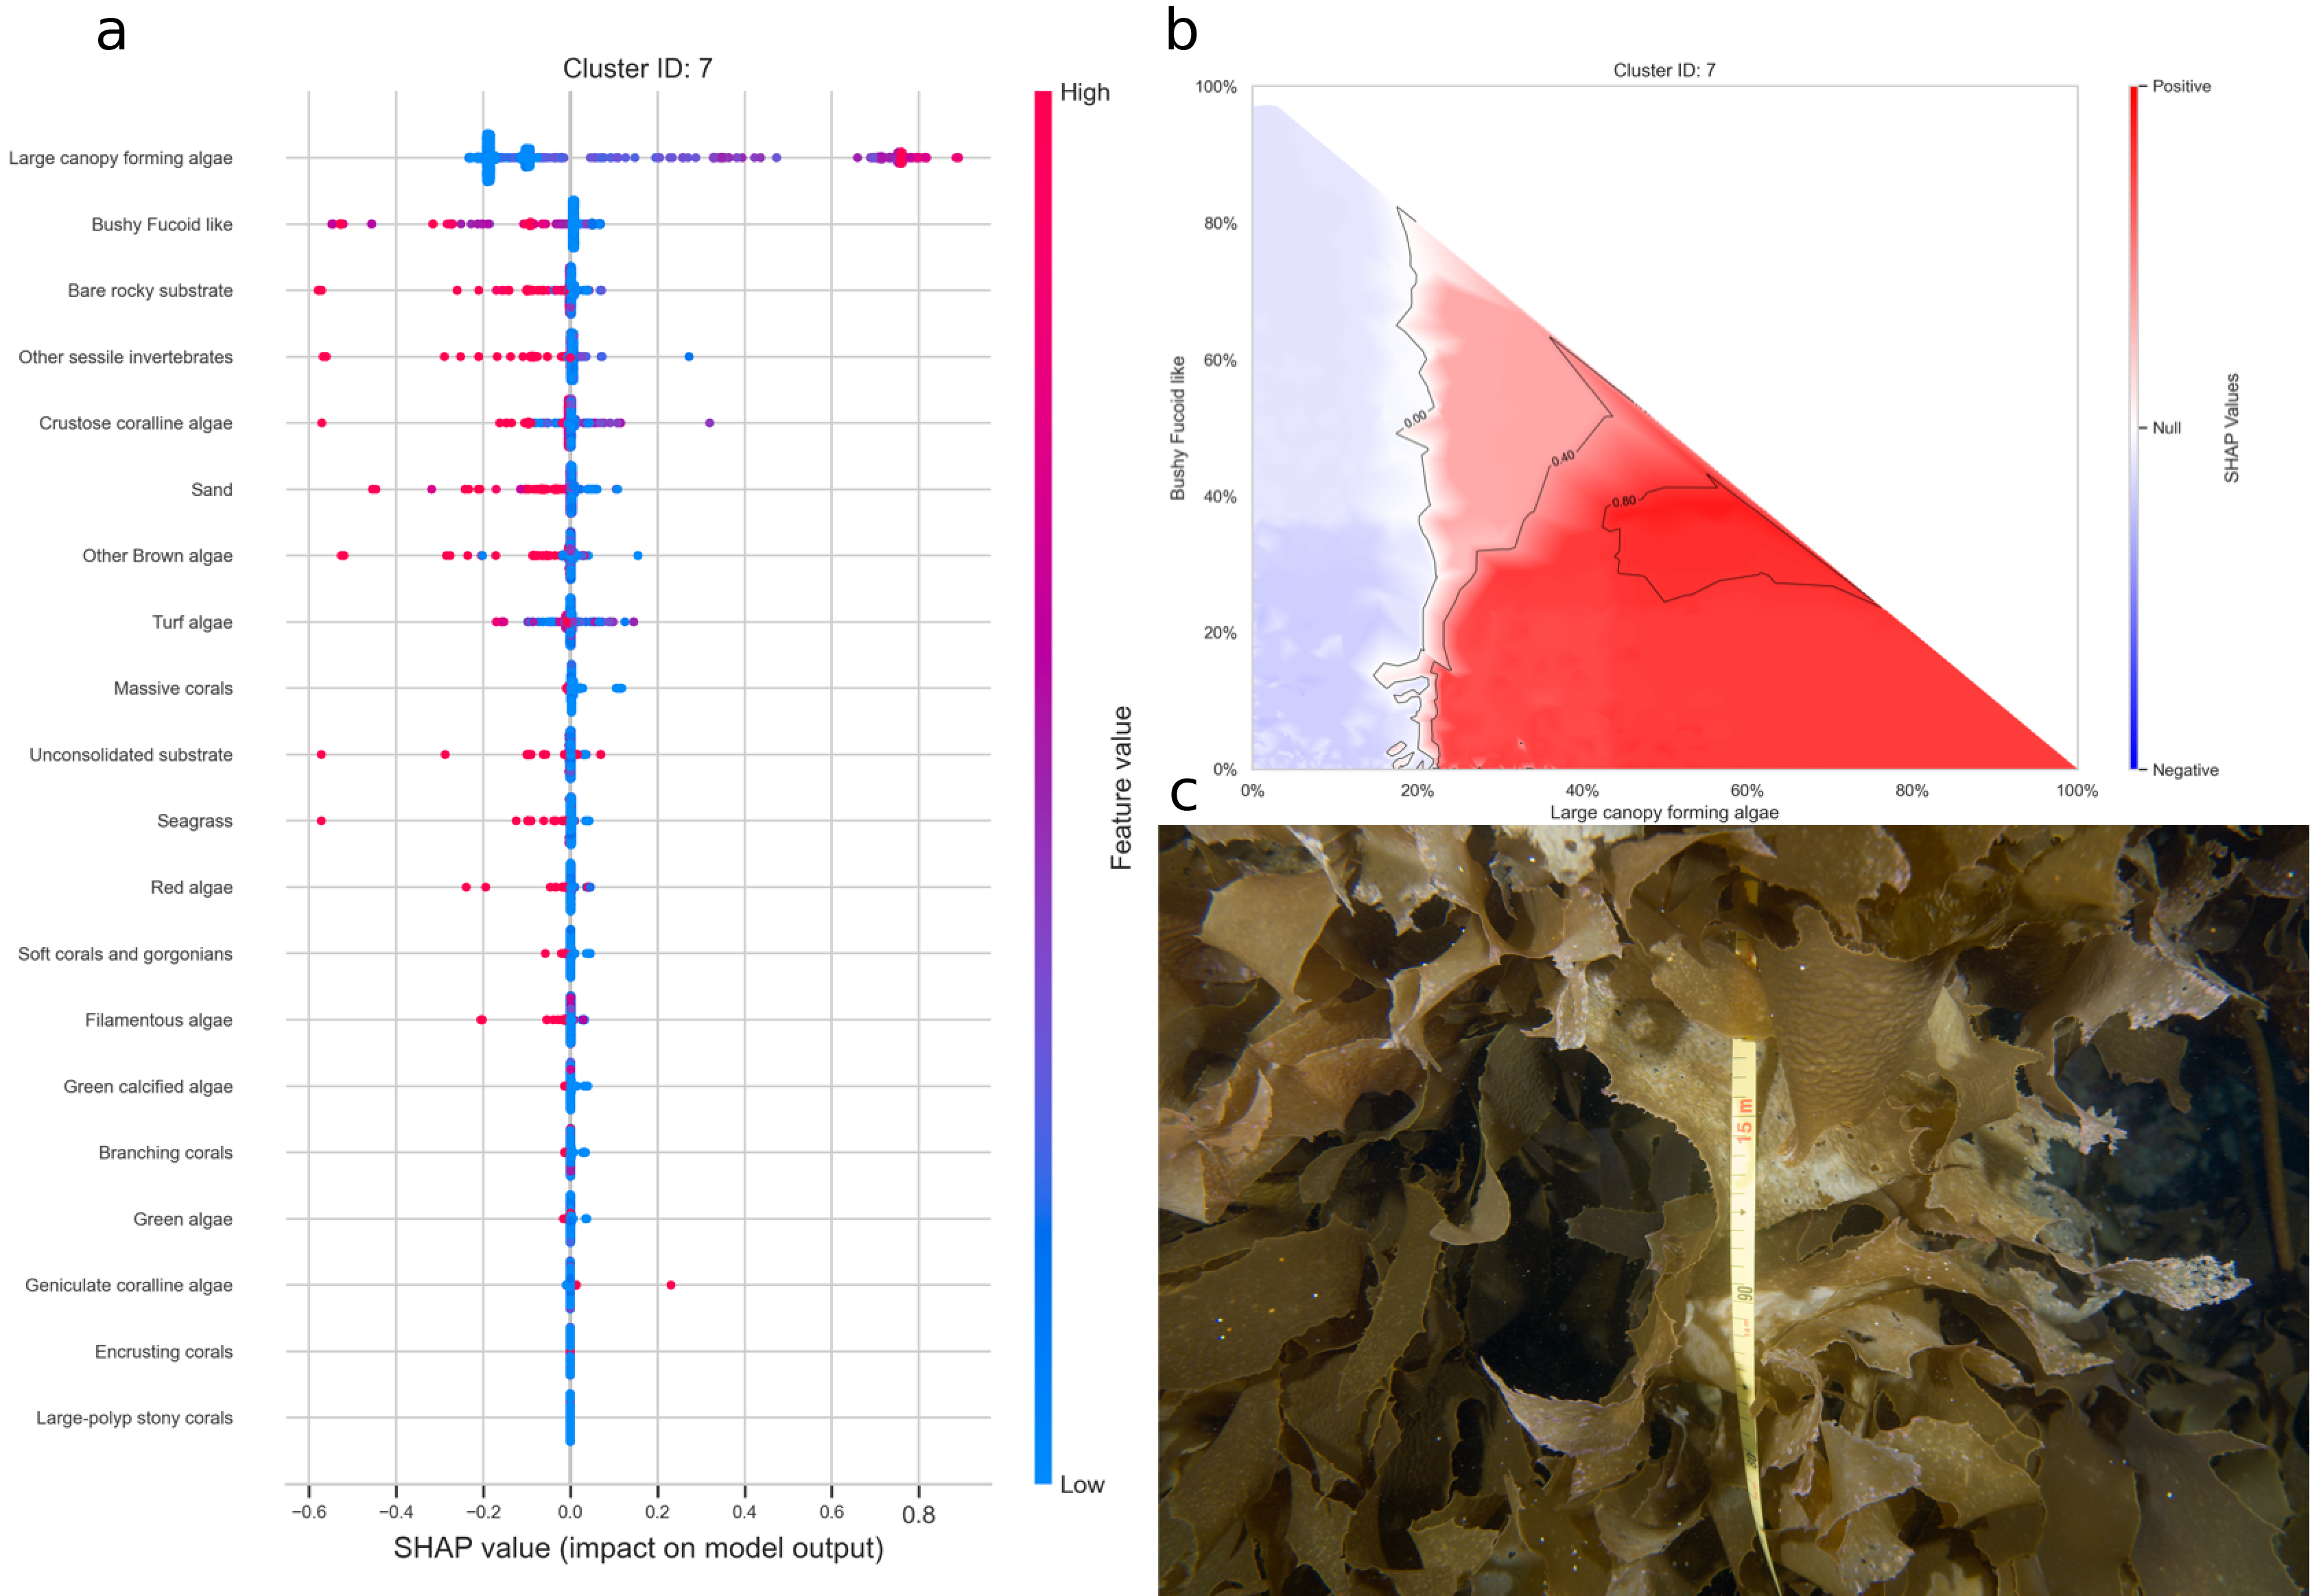 a
Cluster ID: 7
High
Large canopy forming algae
Bushy Fucoid like
Bare rocky substrate
Other sessile invertebrates
Crustose coralline algae
Sand
Other Brown algae
Turf algae
Massive corals
Unconsolidated substrate
Seagrass
Red algae
Soft corals and gorgonians
Filamentous algae
Green calcified algae
Branching corals
Green algae
Geniculate coralline algae
Encrusting corals
Large-polyp stony corals
Feature value
Low
−0.6 −0.4 −0.2 0.0 0.2 0.4 0.6 0.8
SHAP value (impact on model output)
b
Cluster ID: 7
100%
80%
60%
40%
20%
0%
Bushy Fucoid like
0.00
0.40
0.80
0% 20% 40% 60% 80% 100%
Large canopy forming algae
Positive
Null
Negative
SHAP Values
c
15 m
90